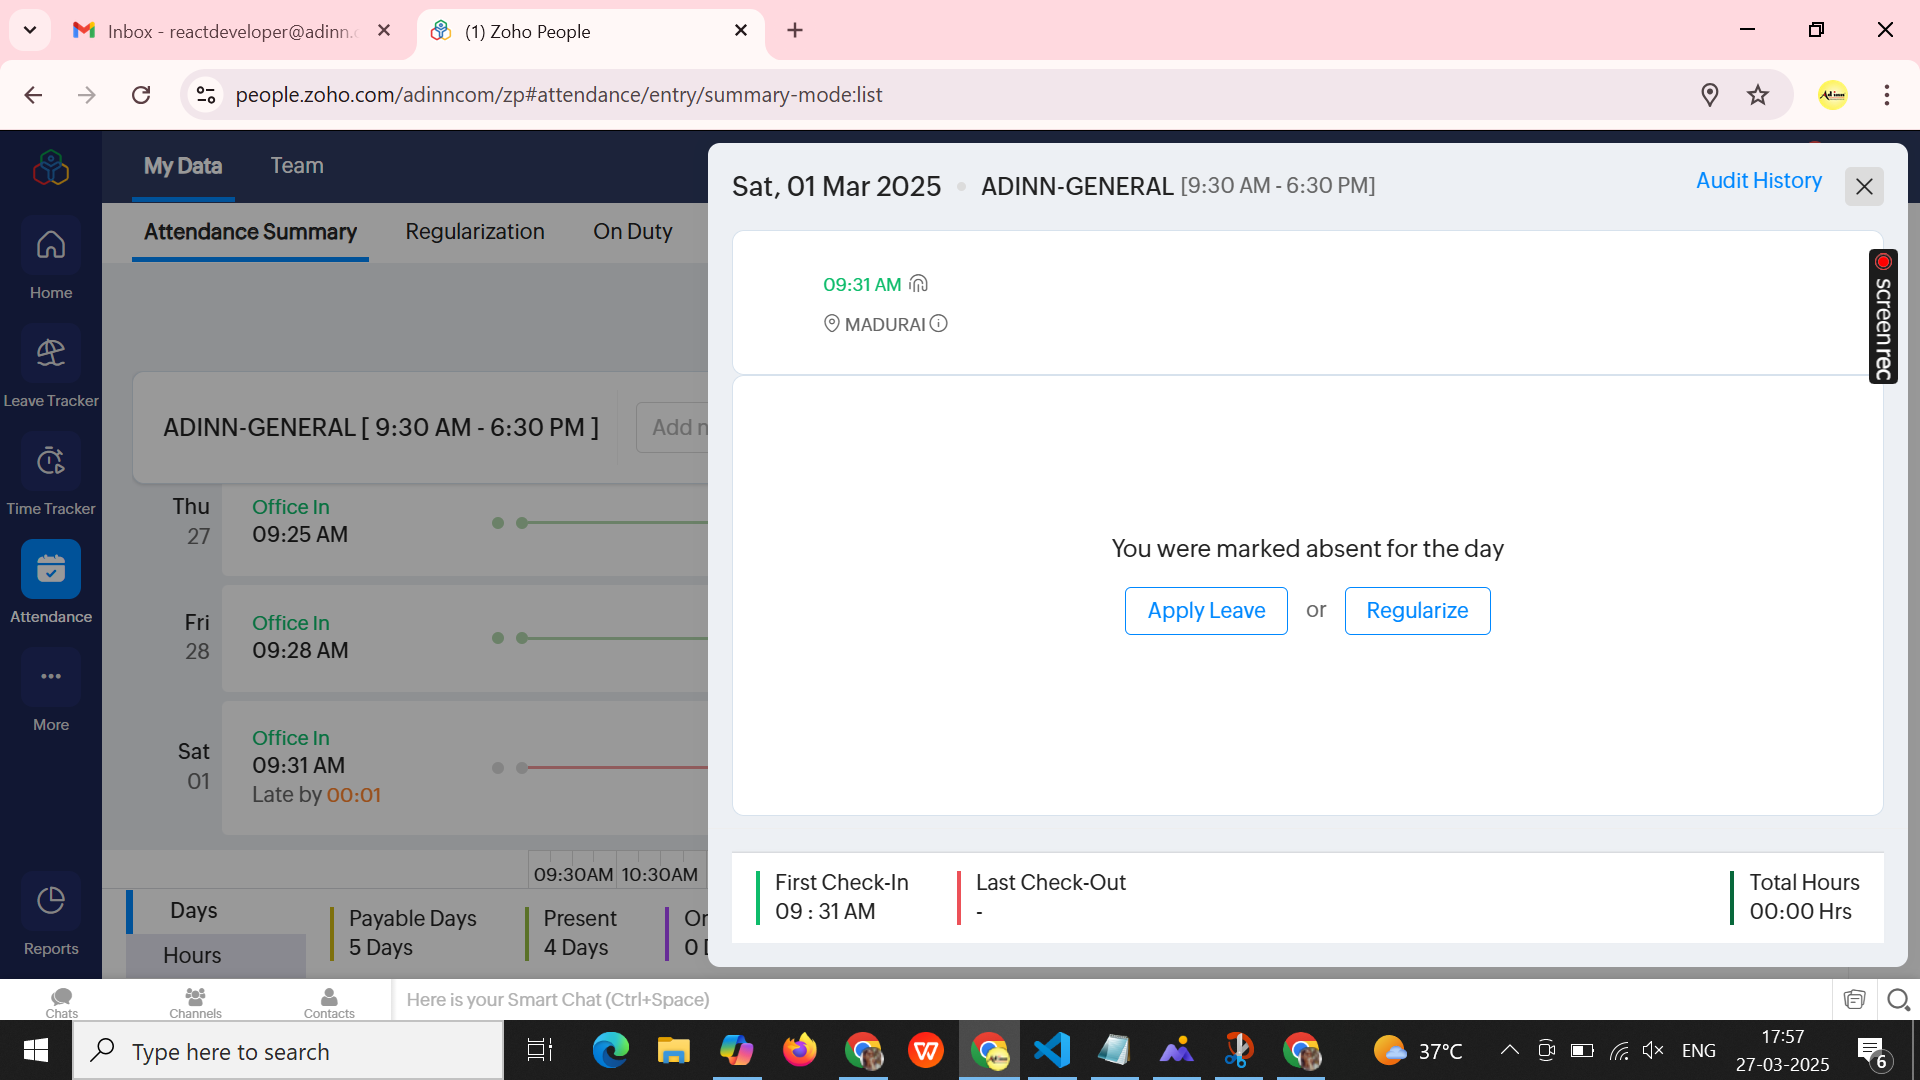 Inbox - reactdeveloper@adinn.c
(1) Zoho People
people.zoho.com/adinncom/zp#attendance/entry/summary-mode:list
My Data
Team
Sat, 01 Mar 2025
ADINN-GENERAL [9:30 AM - 6:30 PM]
Audit History
Attendance Summary
Regularization
On Duty
Home
09:31 AM
MADURAI
screen rec
Leave Tracker
ADINN-GENERAL [ 9:30 AM - 6:30 PM ]
Add n
Time Tracker
Thu
27
Office In
09:25 AM
You were marked absent for the day
Apply Leave or Regularize
Attendance
Fri
28
Office In
09:28 AM
More
Sat
01
Office In
09:31 AM
Late by 00:01
09:30AM 10:30AM
First Check-In
09 : 31 AM
Last Check-Out
-
Total Hours
00:00 Hrs
Days
Hours
Payable Days
5 Days
Present
4 Days
Or
0 D
Reports
Chats
Channels
Contacts
Here is your Smart Chat (Ctrl+Space)
Type here to search
37°C
ENG
17:57
27-03-2025
6